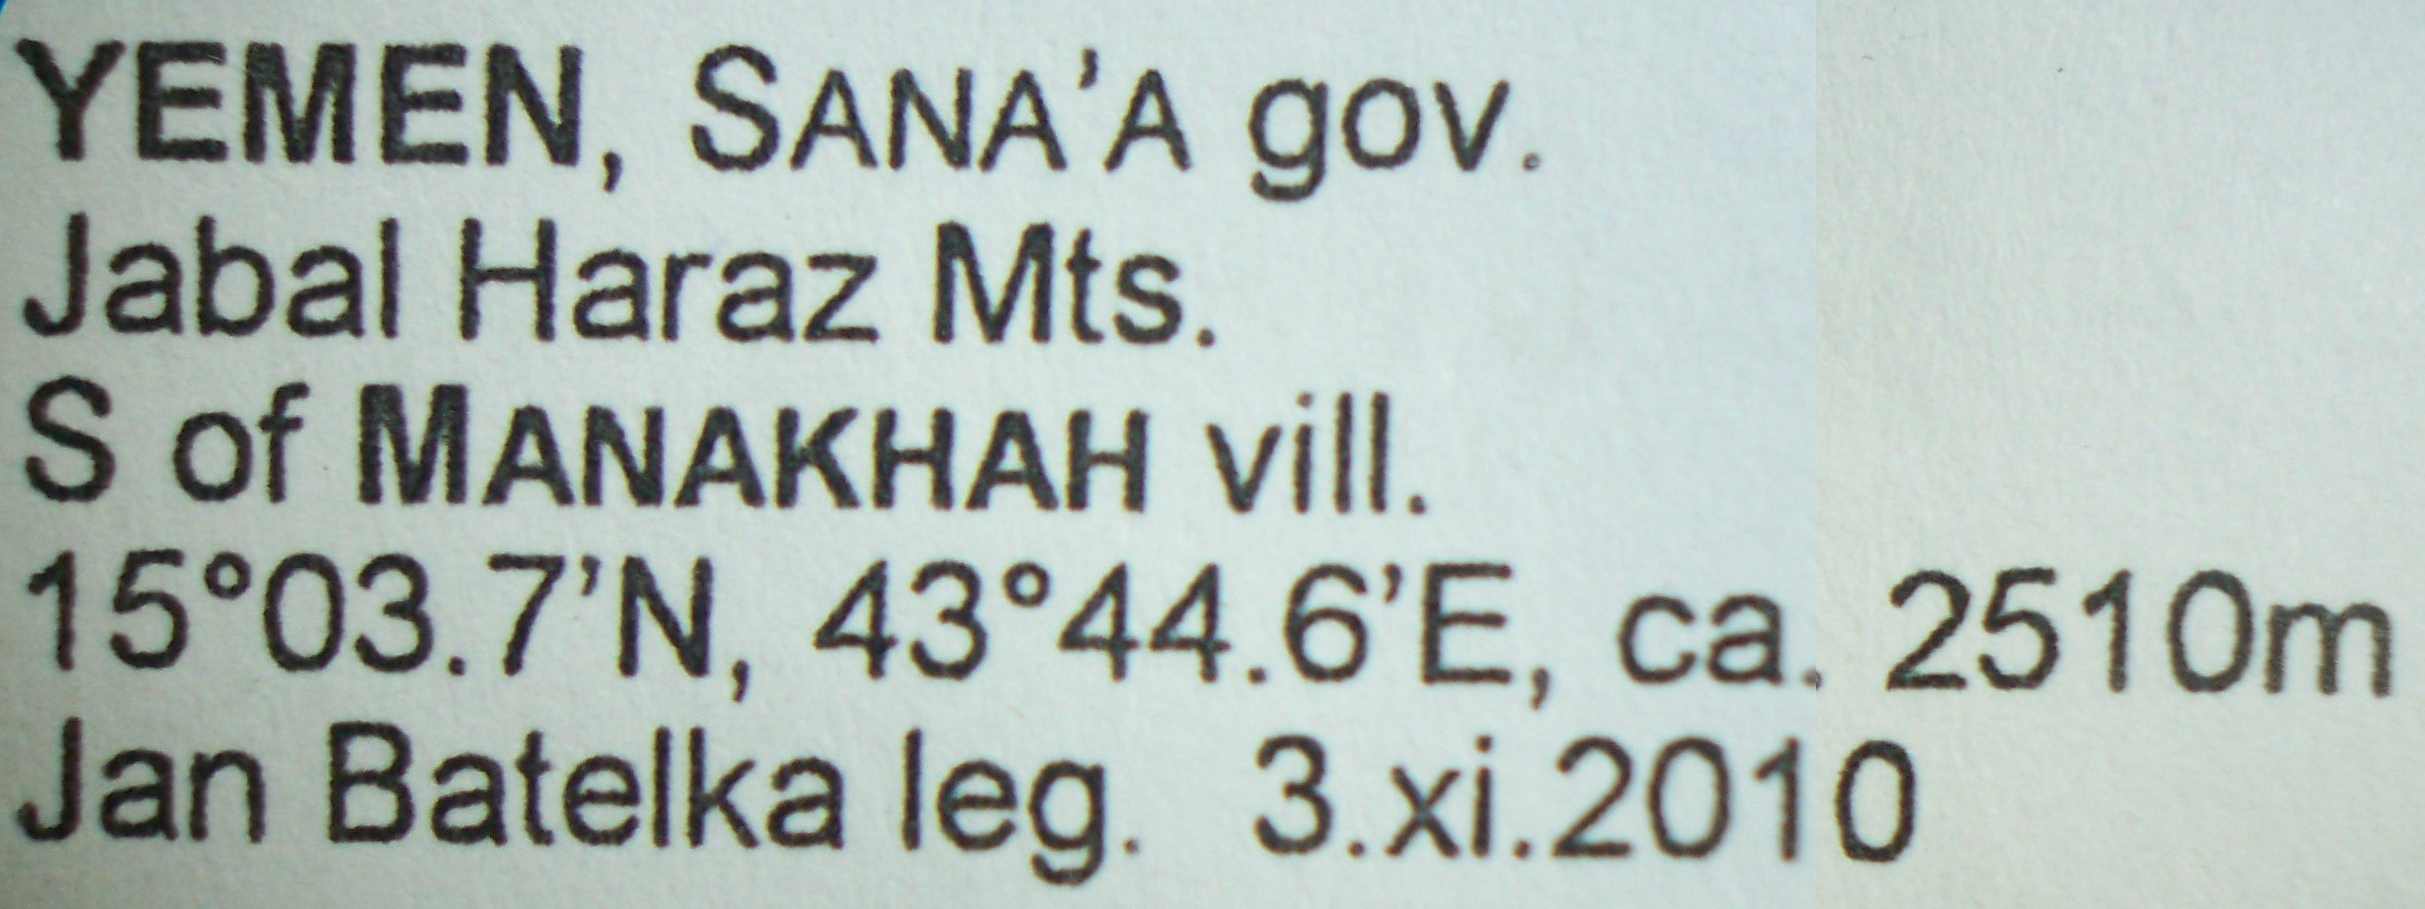 YEMEN, SANA’A gov.
Jabal Haraz Mts.
S of MANAKHAH vill.
15°03.7’N, 43°44.6’E, ca. 2510m
Jan Batelka leg. 3.xi.2010